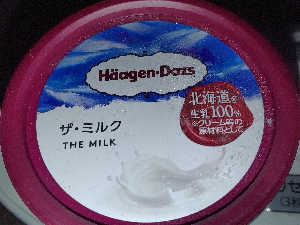 Häagen-Dazs
北海道の
生乳100%
※クリーム等の
原材料として
ザ・ミルク
THE MILK